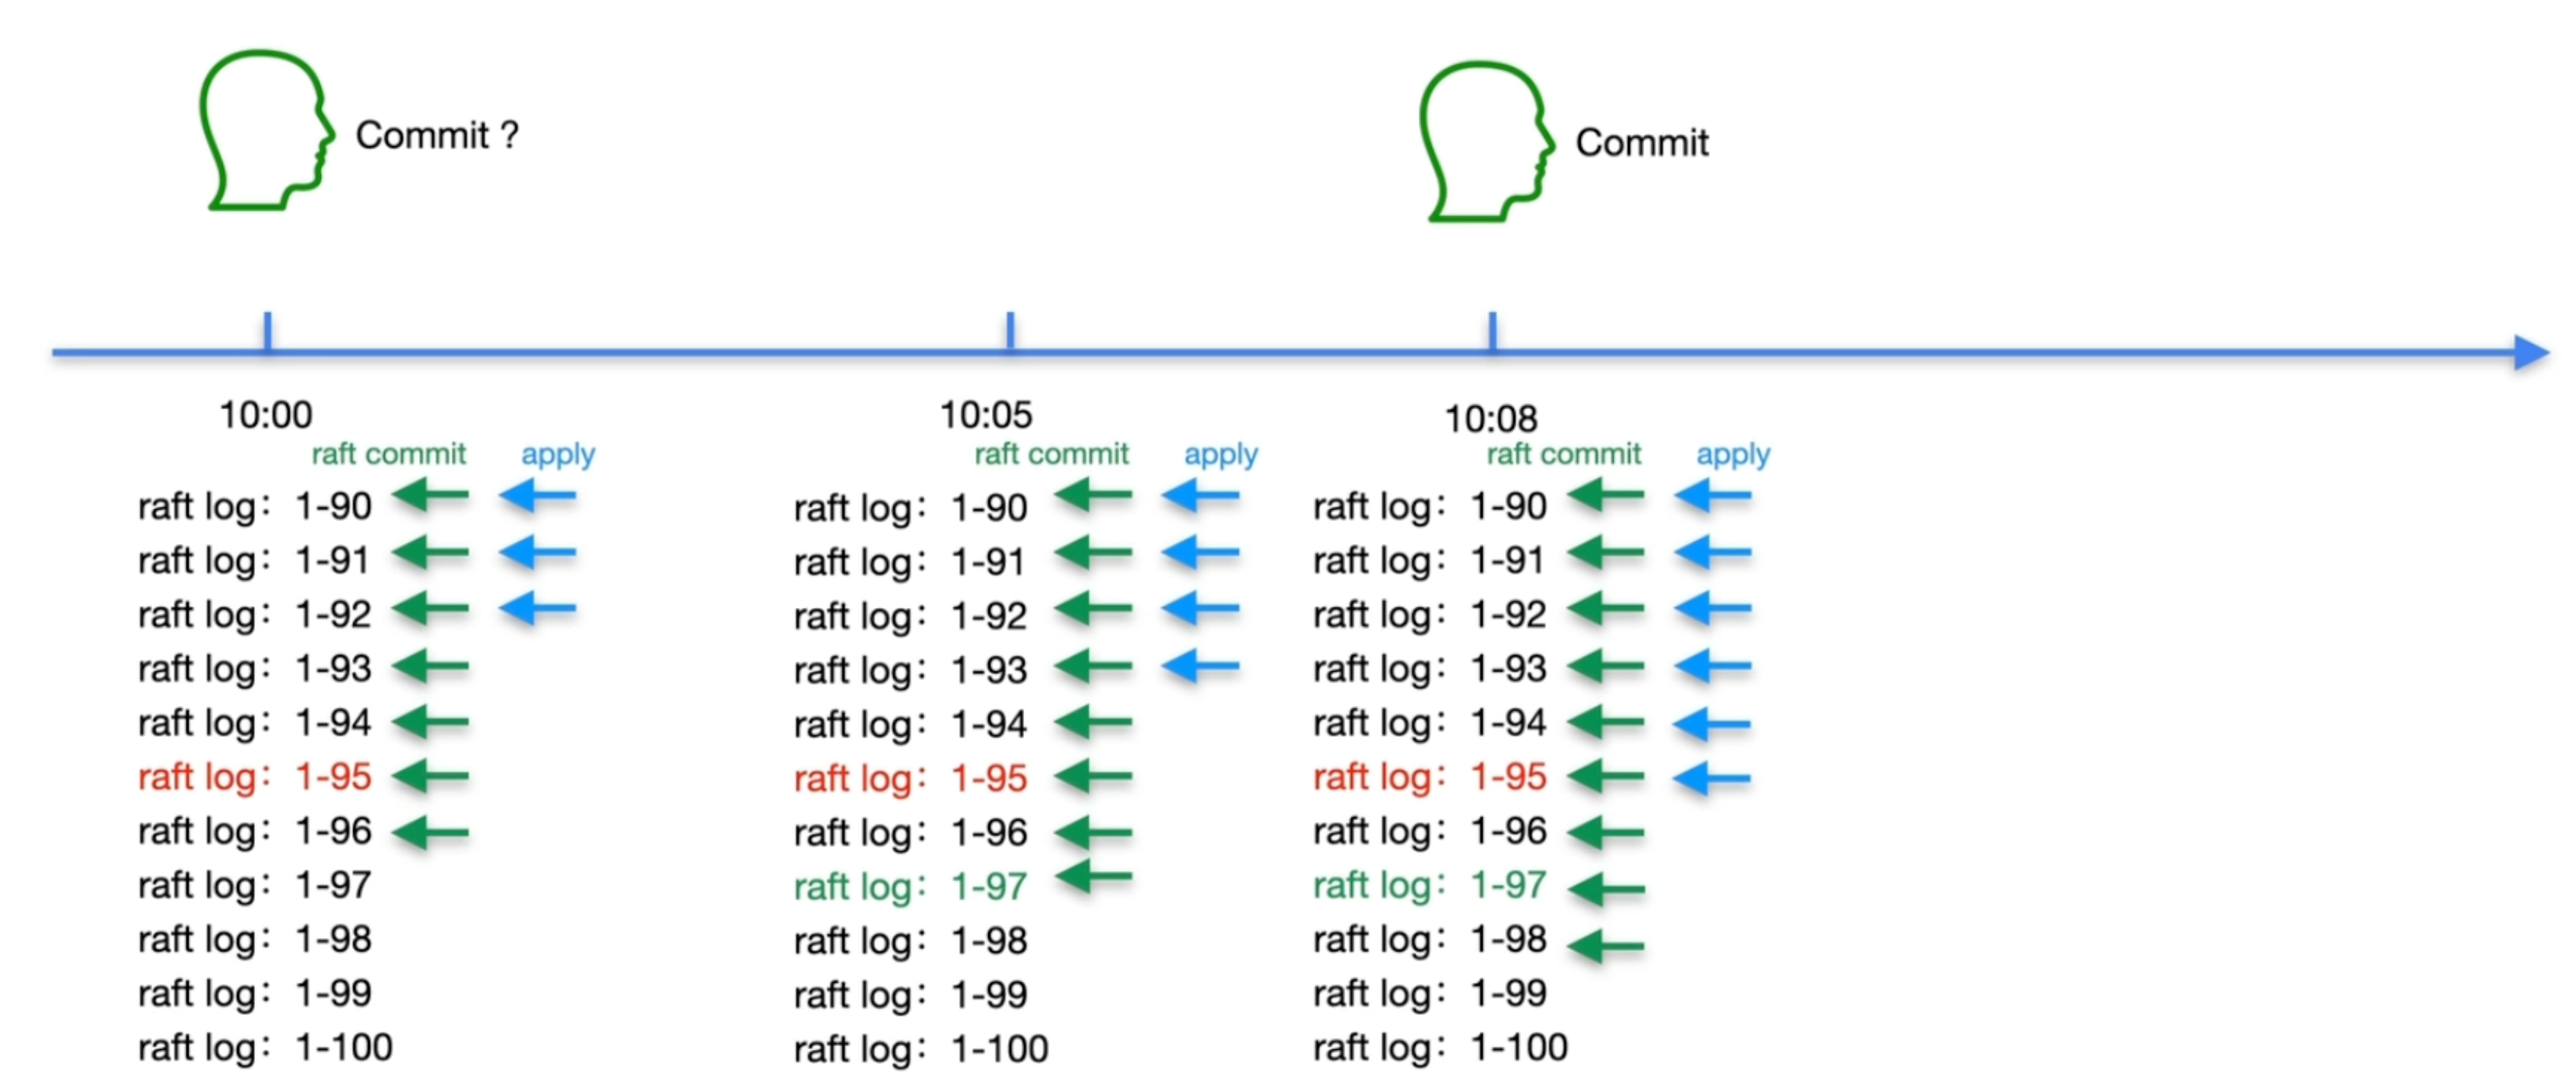 Commit ?
Commit
10:00
raft commit apply
raft log： 1-90
raft log： 1-91
raft log： 1-92
raft log： 1-93
raft log： 1-94
raft log： 1-95
raft log： 1-96
raft log： 1-97
raft log： 1-98
raft log： 1-99
raft log： 1-100
10:05
raft commit apply
raft log： 1-90
raft log： 1-91
raft log： 1-92
raft log： 1-93
raft log： 1-94
raft log： 1-95
raft log： 1-96
raft log： 1-97
raft log： 1-98
raft log： 1-99
raft log： 1-100
10:08
raft commit apply
raft log： 1-90
raft log： 1-91
raft log： 1-92
raft log： 1-93
raft log： 1-94
raft log： 1-95
raft log： 1-96
raft log： 1-97
raft log： 1-98
raft log： 1-99
raft log： 1-100